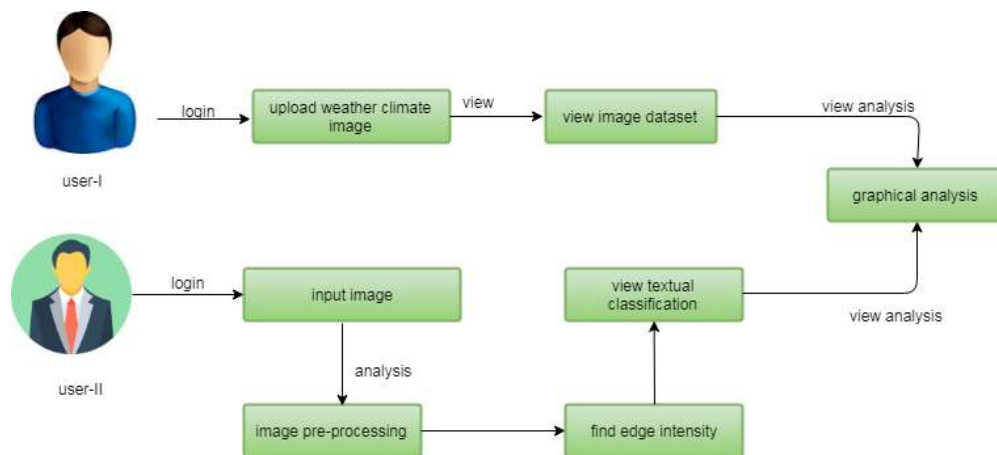 login
upload weather climate
image
view
view image dataset
view analysis
user-I
graphical analysis
login
input image
view textual
classification
view analysis
analysis
user-II
image pre-processing
find edge intensity